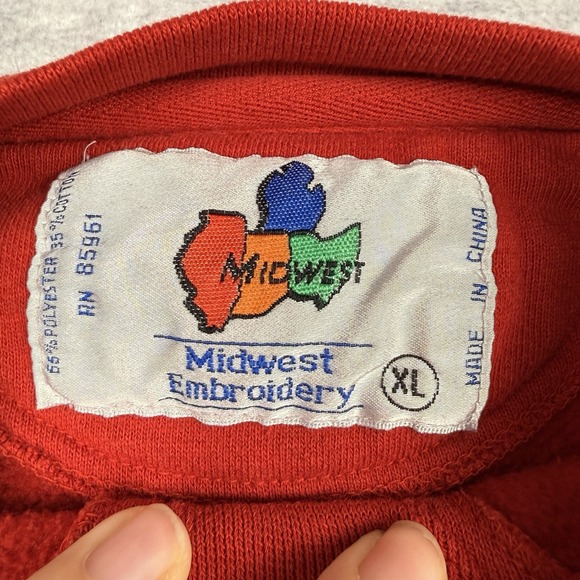 65% POLYESTER 35% COTTON
RN 85961
MIDWEST
Midwest
Embroidery
XL
MADE IN CHINA